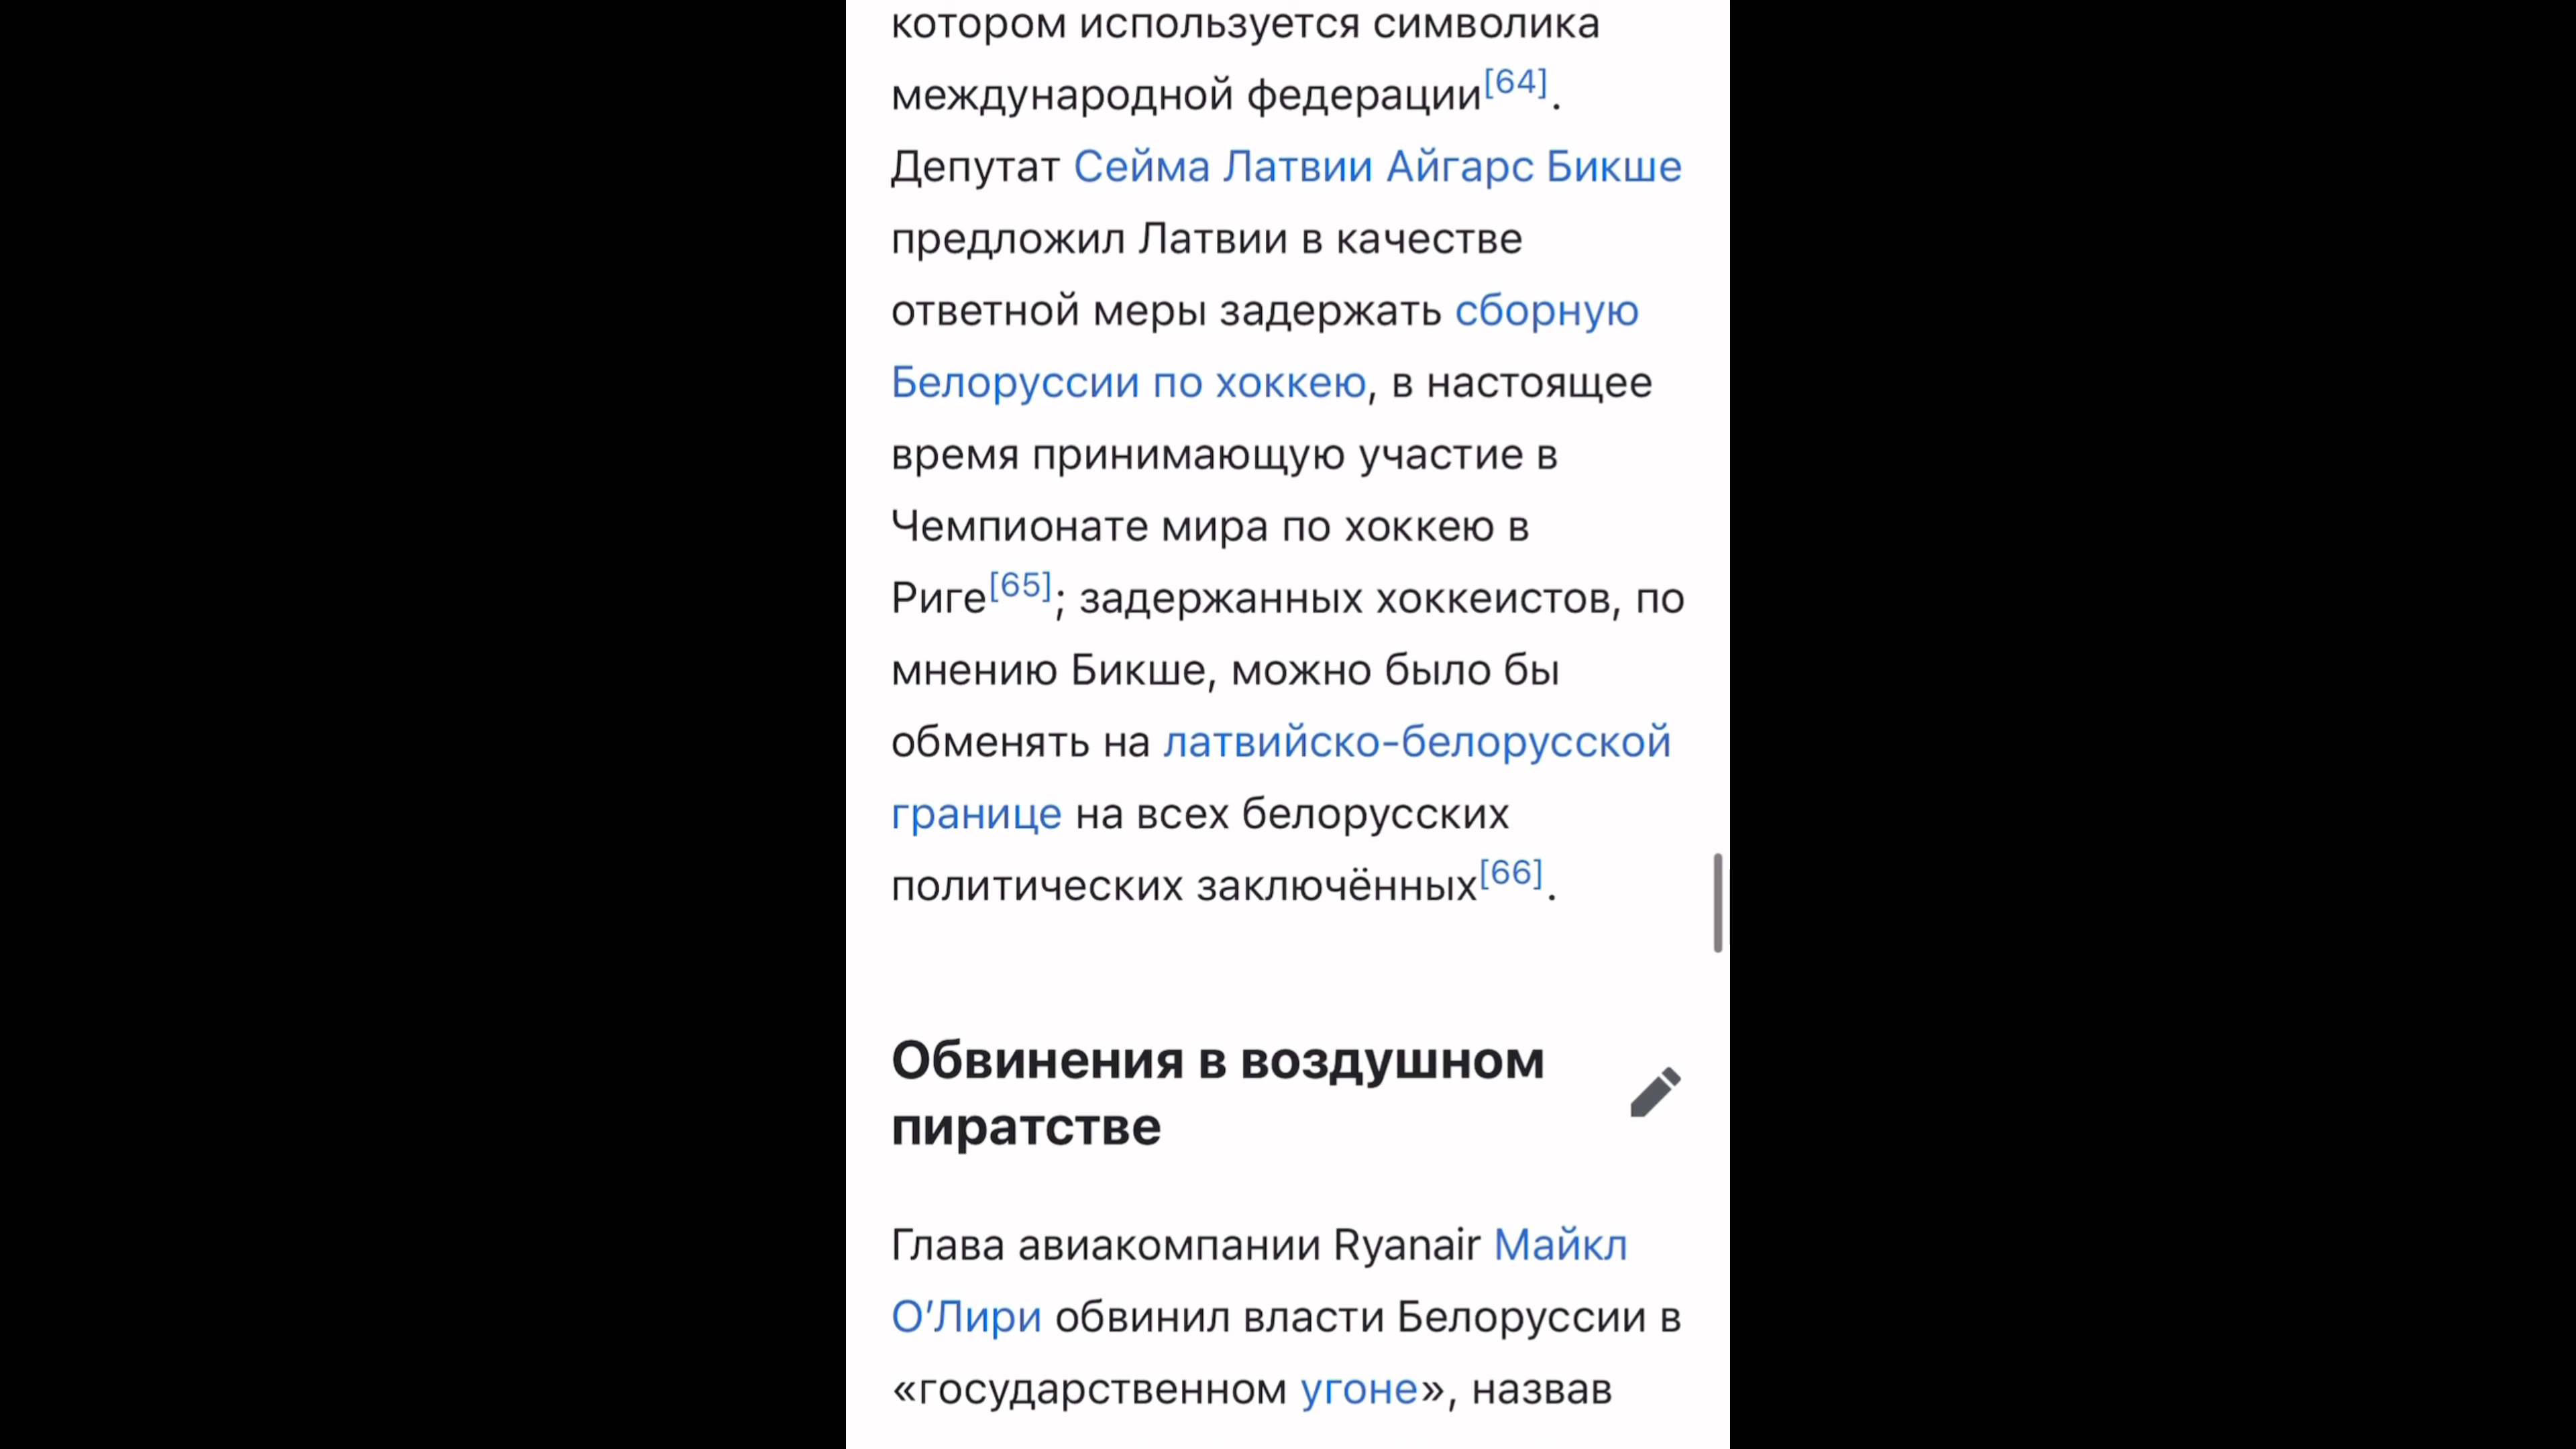 котором используется символика
международной федерации[64].
Депутат Сейма Латвии Айгарс Бикше
предложил Латвии в качестве
ответной меры задержать сборную
Белоруссии по хоккею, в настоящее
время принимающую участие в
Чемпионате мира по хоккею в
Риге[65]; задержанных хоккеистов, по
мнению Бикше, можно было бы
обменять на латвийско-белорусской
границе на всех белорусских
политических заключённых[66].
Обвинения в воздушном
пиратстве
Глава авиакомпании Ryanair Майкл
О’Лири обвинил власти Белоруссии в
«государственном угоне», назвав